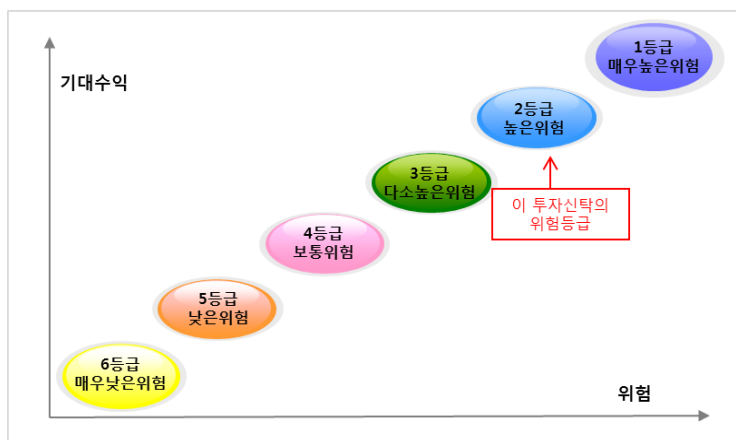 1등급
매우높은위험
기대수익
2등급
높은위험
3등급
다소높은위험
이 투자신탁의
위험등급
4등급
보통위험
5등급
낮은위험
6등급
매우낮은위험
위험